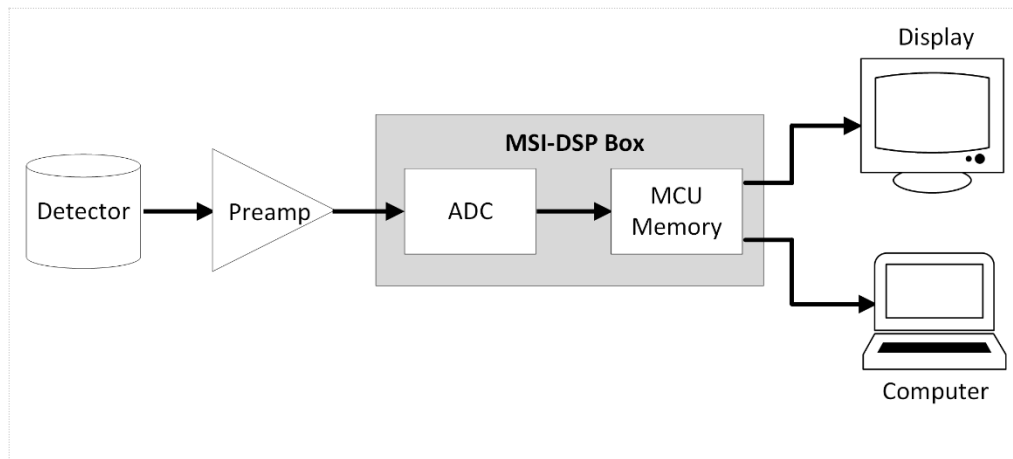 Display
MSI-DSP Box
Detector
Preamp
ADC
MCU
Memory
Computer